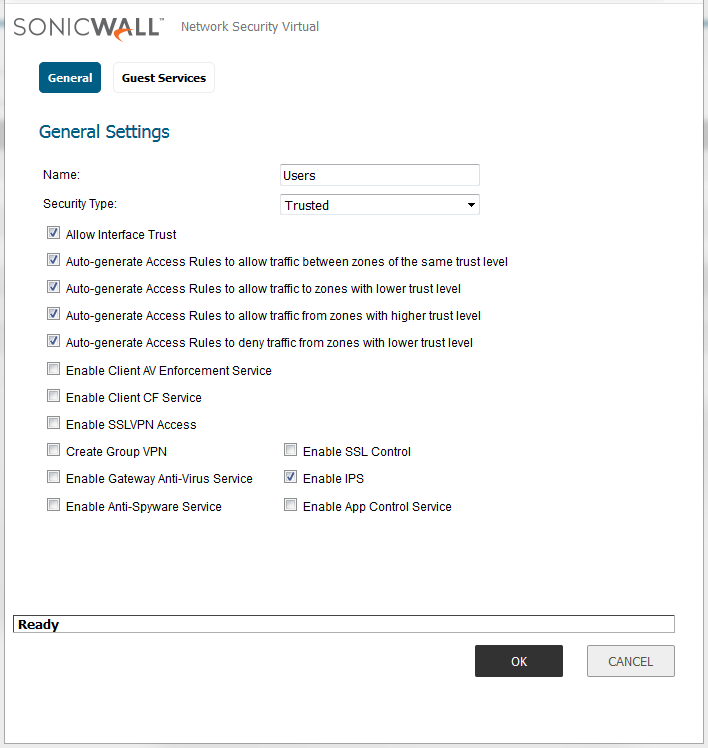 SONICWALL™ Network Security Virtual
General Guest Services
General Settings
Name: Users
Security Type: Trusted
Allow Interface Trust
Auto-generate Access Rules to allow traffic between zones of the same trust level
Auto-generate Access Rules to allow traffic to zones with lower trust level
Auto-generate Access Rules to allow traffic from zones with higher trust level
Auto-generate Access Rules to deny traffic from zones with lower trust level
Enable Client AV Enforcement Service
Enable Client CF Service
Enable SSLVPN Access
Create Group VPN Enable SSL Control
Enable Gateway Anti-Virus Service Enable IPS
Enable Anti-Spyware Service Enable App Control Service
Ready
OK CANCEL